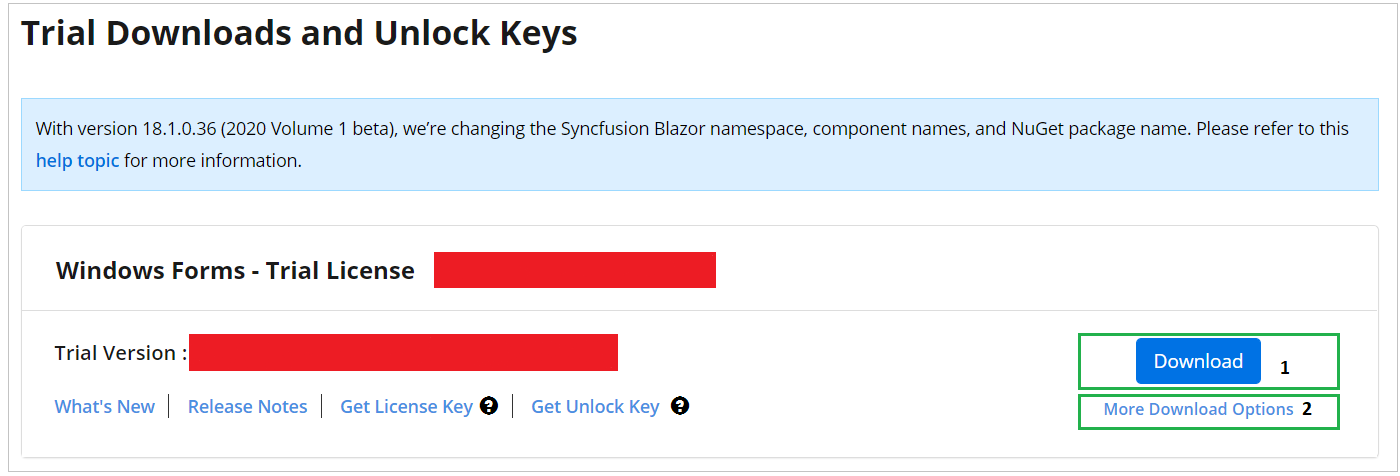 Trial Downloads and Unlock Keys
With version 18.1.0.36 (2020 Volume 1 beta), we’re changing the Syncfusion Blazor namespace, component names, and NuGet package name. Please refer to this
help topic for more information.
Windows Forms - Trial License
Trial Version :
Download 1
What's New Release Notes Get License Key ? Get Unlock Key ?
More Download Options 2